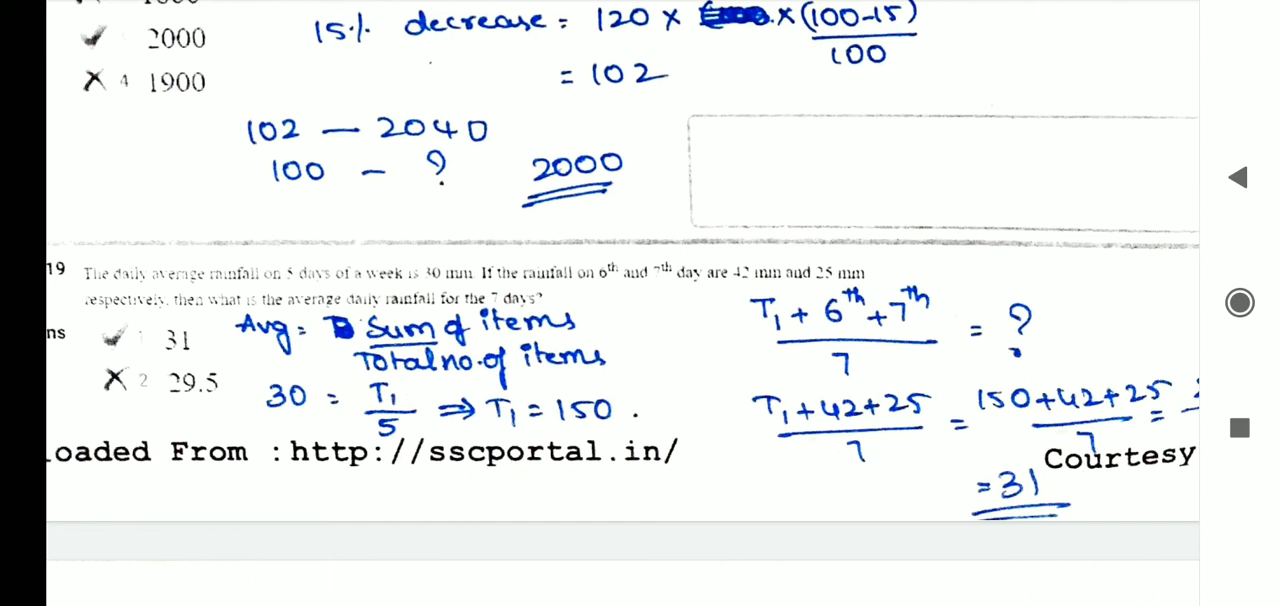 2000
15% decrease = 120 × × (100-15)
100
× 4 1900
= 102
102 — 2040
100 - ? 2000
19 The daily average rainfall on 5 days of a week is 30 mm. If the rainfall on 6th and 7th day are 42 mm and 25 mm
respectively, then what is the average daily rainfall for the 7 days?
ns 1 31
Avg = Sum of items
Total no. of items
T₁ + 6th + 7th = ?
7
× 2 29.5
30 = T₁ ⇒ T₁ = 150 .
5
T₁ + 42 + 25 = 150 + 42 + 25 =
7 7
loaded From : http://sscportal.in/
Courtesy
= 31